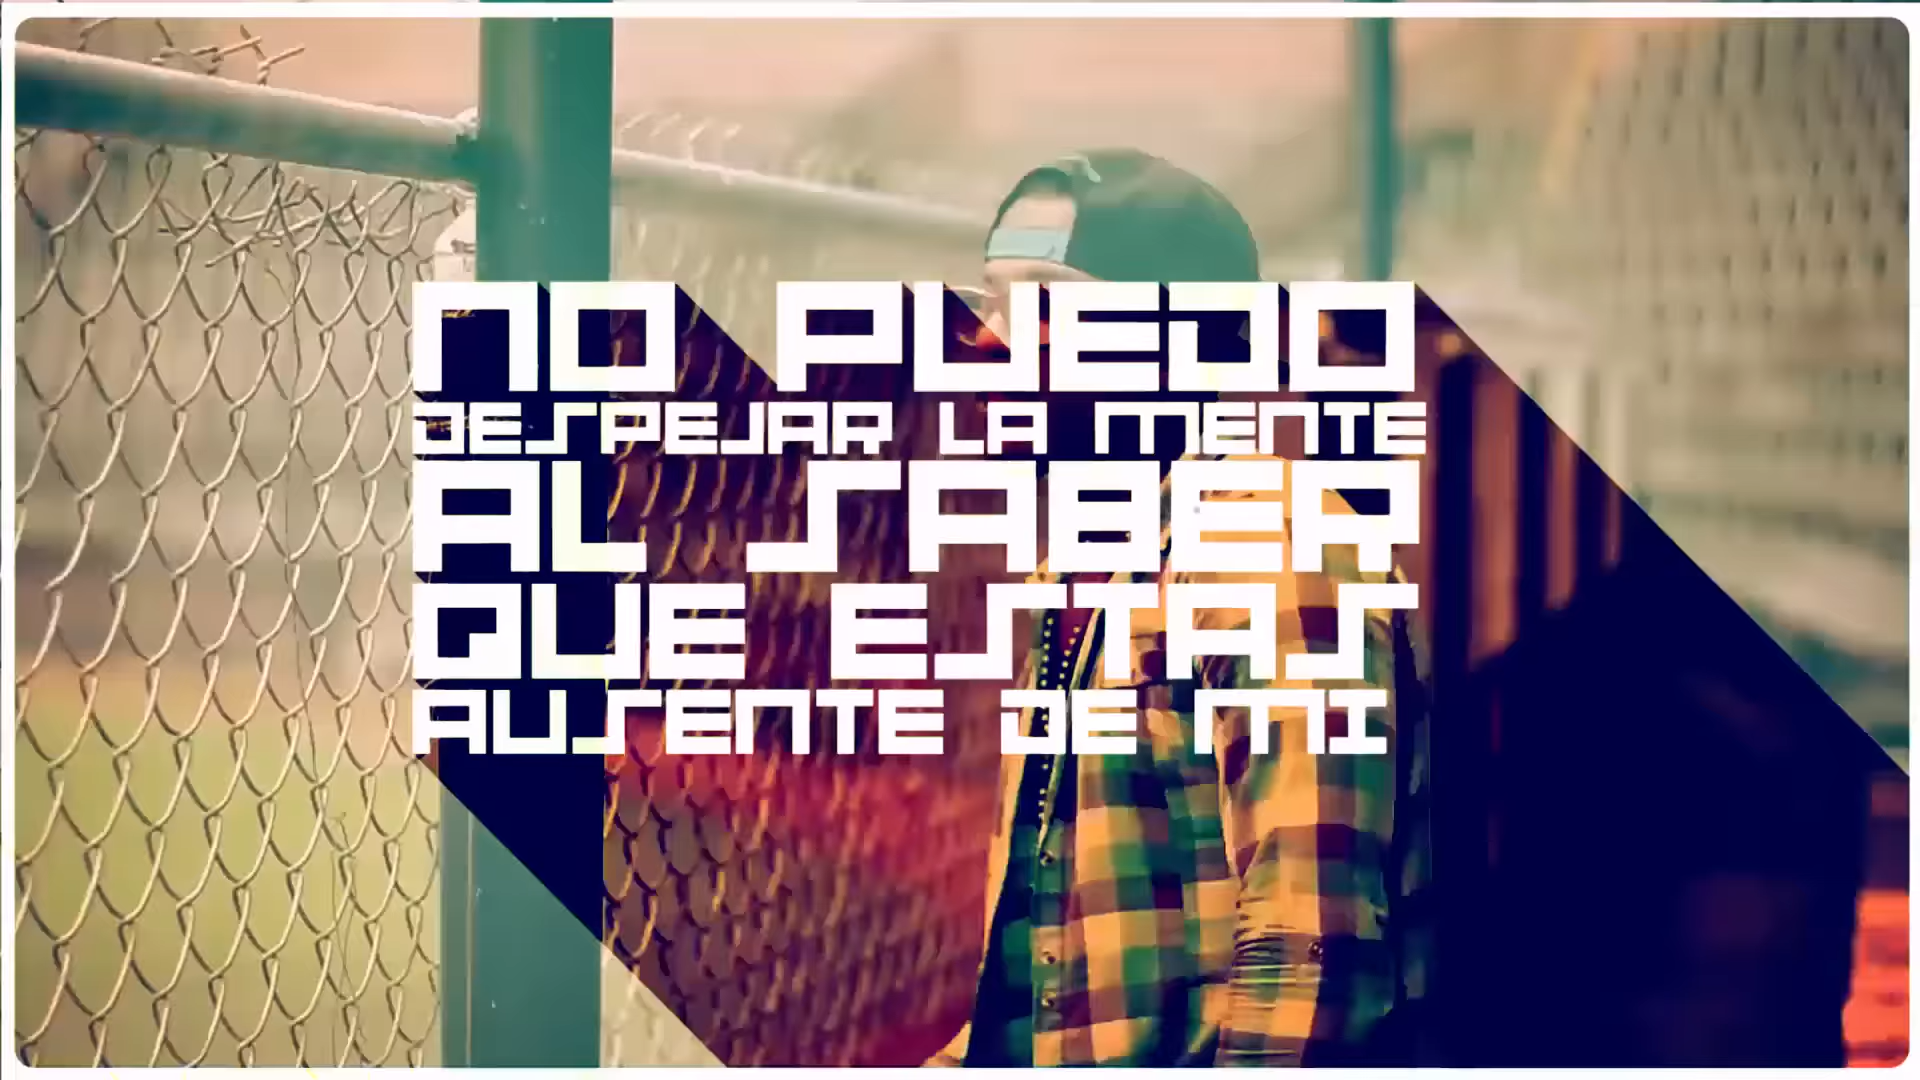 NO PUEDO
DESPEJAR LA MENTE
AL SABER
QUE ESTAS
AUSENTE DE MI